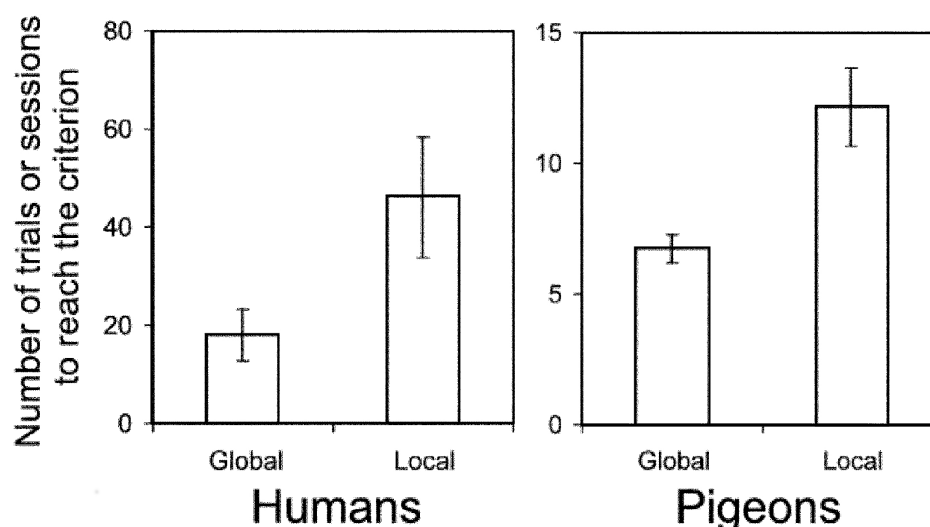 Number of trials or sessions
to reach the criterion
80
60
40
20
0
Global Local
Humans
15
10
5
0
Global Local
Pigeons